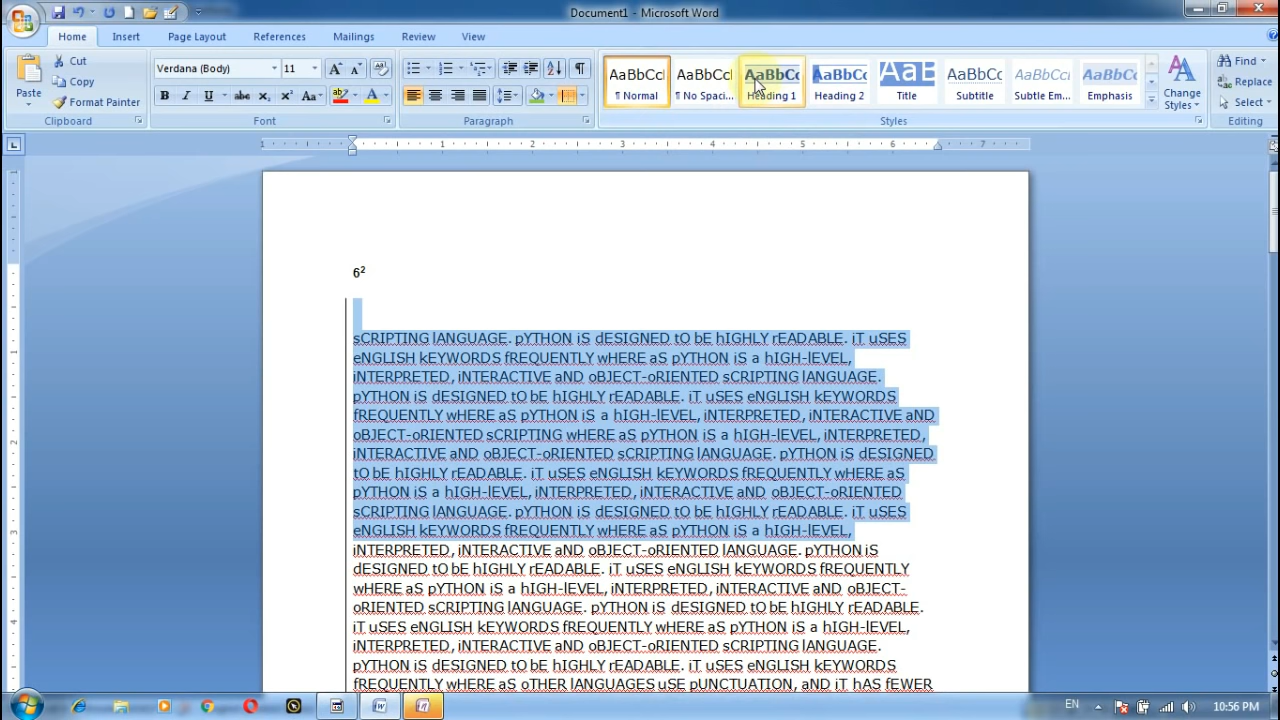 Document1 - Microsoft Word
Home Insert Page Layout References Mailings Review View
Paste
Cut
Copy
Format Painter
Clipboard
Verdana (Body) 11
B I U
Font
Paragraph
AaBbCcI AaBbCcI AaBbCc AaBbCc AaB AaBbCcI AaBbCcI AaBbCcI
¶ Normal ¶ No Spaci... Heading 1 Heading 2 Title Subtitle Subtle Em... Emphasis
Change Styles
Styles
Find
Replace
Select
Editing
1 1 2 3 4 5 6 7
6²
sCRIPTING lANGUAGE. pYTHON iS dESIGNED tO bE hIGHLY rEADABLE. iT uSES
eNGLISH kEYWORDS fREQUENTLY wHERE aS pYTHON iS a hIGH-lEVEL,
iNTERPRETED, iNTERACTIVE aND oBJECT-oRIENTED sCRIPTING lANGUAGE.
pYTHON iS dESIGNED tO bE hIGHLY rEADABLE. iT uSES eNGLISH kEYWORDS
fREQUENTLY wHERE aS pYTHON iS a hIGH-lEVEL, iNTERPRETED, iNTERACTIVE aND
oBJECT-oRIENTED sCRIPTING wHERE aS pYTHON iS a hIGH-lEVEL, iNTERPRETED,
iNTERACTIVE aND oBJECT-oRIENTED sCRIPTING lANGUAGE. pYTHON iS dESIGNED
tO bE hIGHLY rEADABLE. iT uSES eNGLISH kEYWORDS fREQUENTLY wHERE aS
pYTHON iS a hIGH-lEVEL, iNTERPRETED, iNTERACTIVE aND oBJECT-oRIENTED
sCRIPTING lANGUAGE. pYTHON iS dESIGNED tO bE hIGHLY rEADABLE. iT uSES
eNGLISH kEYWORDS fREQUENTLY wHERE aS pYTHON iS a hIGH-lEVEL,
iNTERPRETED, iNTERACTIVE aND oBJECT-oRIENTED lANGUAGE. pYTHON iS
dESIGNED tO bE hIGHLY rEADABLE. iT uSES eNGLISH kEYWORDS fREQUENTLY
wHERE aS pYTHON iS a hIGH-lEVEL, iNTERPRETED, iNTERACTIVE aND oBJECT-
oRIENTED sCRIPTING lANGUAGE. pYTHON iS dESIGNED tO bE hIGHLY rEADABLE.
iT uSES eNGLISH kEYWORDS fREQUENTLY wHERE aS pYTHON iS a hIGH-lEVEL,
iNTERPRETED, iNTERACTIVE aND oBJECT-oRIENTED sCRIPTING lANGUAGE.
pYTHON iS dESIGNED tO bE hIGHLY rEADABLE. iT uSES eNGLISH kEYWORDS
fREQUENTLY wHERE aS oTHER lANGUAGES uSE pUNCTUATION, aND iT hAS fEWER
EN 10:56 PM